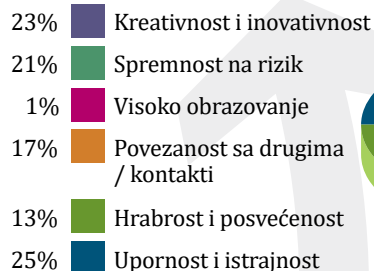 23% Kreativnost i inovativnost
21% Spremnost na rizik
1% Visoko obrazovanje
17% Povezanost sa drugima
/ kontakti
13% Hrabrost i posvećenost
25% Upornost i istrajnost